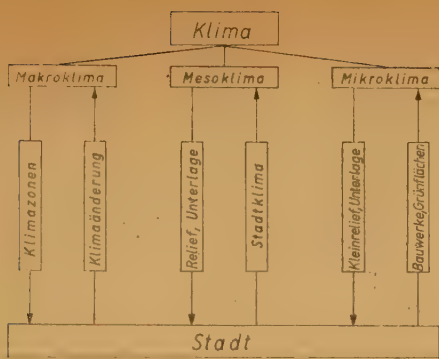 Klima
Makroklima
Mesoklima
Mikroklima
Klimazonen
Klimaänderung
Relief, Unterlage
Stadtklima
Kleinrelief, Unterlage
Bauwerke, Grünflächen
Stadt